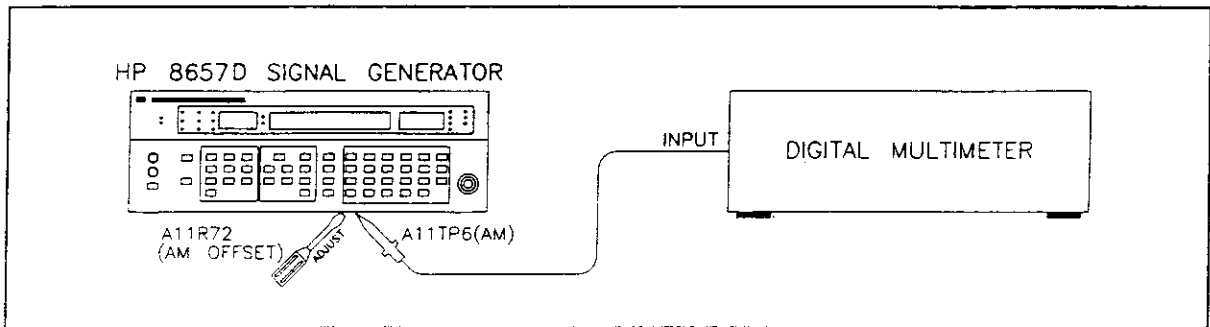 HP 8657D SIGNAL GENERATOR
INPUT
DIGITAL MULTIMETER
A11R72
(AM OFFSET)
ADJUST
A11TP6(AM)